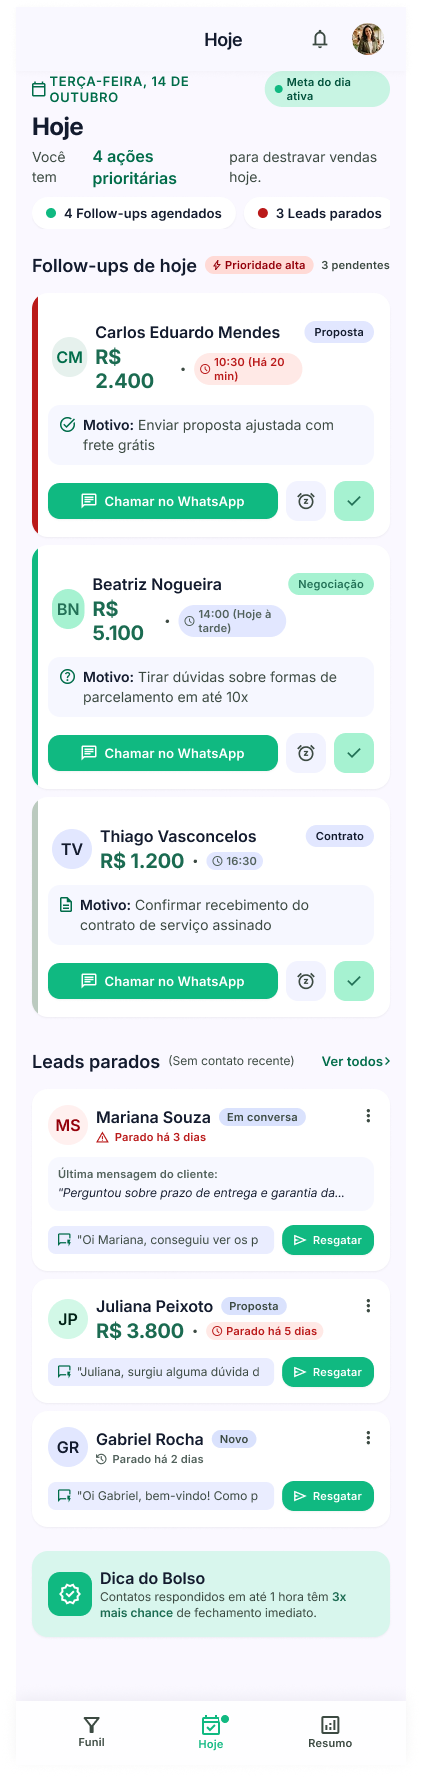 Hoje
TERÇA-FEIRA, 14 DE
OUTUBRO
Meta do dia
ativa
Hoje
Você
tem
4 ações
prioritárias
para destravar vendas
hoje.
4 Follow-ups agendados
3 Leads parados
Follow-ups de hoje
Prioridade alta
3 pendentes
CM
Carlos Eduardo Mendes
Proposta
R$
2.400
•
10:30 (Há 20
min)
Motivo: Enviar proposta ajustada com
frete grátis
Chamar no WhatsApp
BN
Beatriz Nogueira
Negociação
R$
5.100
•
14:00 (Hoje à
tarde)
Motivo: Tirar dúvidas sobre formas de
parcelamento em até 10x
Chamar no WhatsApp
TV
Thiago Vasconcelos
Contrato
R$ 1.200 • 16:30
Motivo: Confirmar recebimento do
contrato de serviço assinado
Chamar no WhatsApp
Leads parados (Sem contato recente)
Ver todos
MS
Mariana Souza
Em conversa
Parado há 3 dias
Última mensagem do cliente:
"Perguntou sobre prazo de entrega e garantia da...
"Oi Mariana, conseguiu ver os p
Resgatar
JP
Juliana Peixoto
Proposta
R$ 3.800 • Parado há 5 dias
"Juliana, surgiu alguma dúvida d
Resgatar
GR
Gabriel Rocha
Novo
Parado há 2 dias
"Oi Gabriel, bem-vindo! Como p
Resgatar
Dica do Bolso
Contatos respondidos em até 1 hora têm 3x
mais chance de fechamento imediato.
Funil
Hoje
Resumo